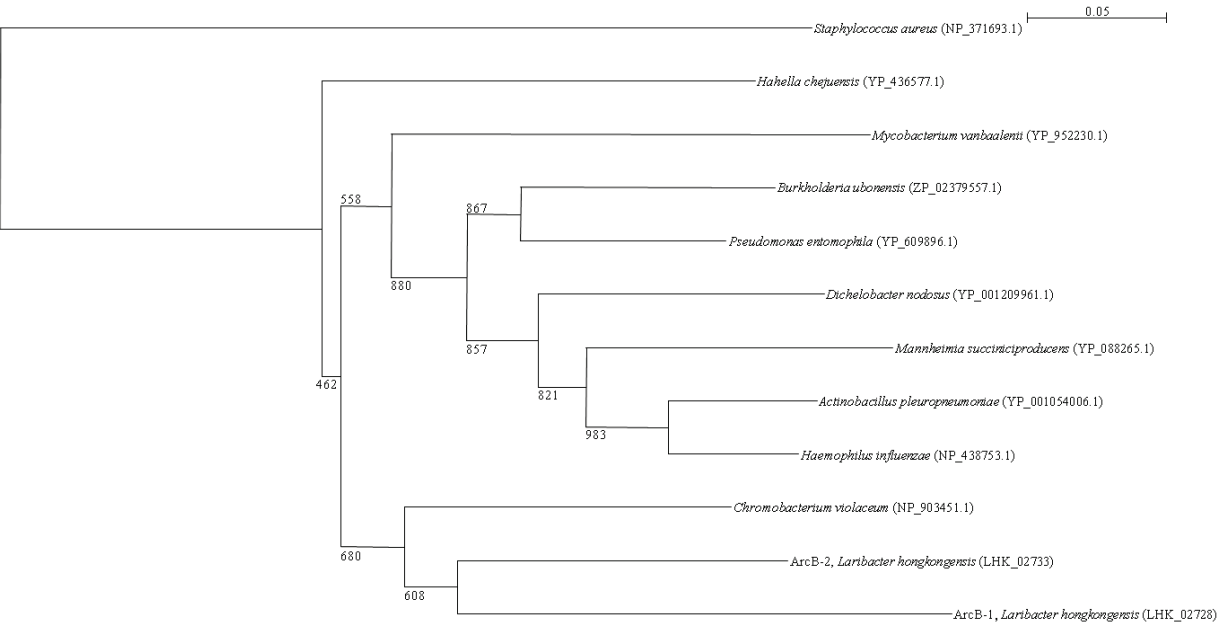 0.05
Staphylococcus aureus (NP_371693.1)
Hahella chejuensis (YP_436577.1)
Mycobacterium vanbaalenii (YP_952230.1)
558
867
Burkholderia ubonensis (ZP_02379557.1)
Pseudomonas entomophila (YP_609896.1)
880
Dichelobacter nodosus (YP_001209961.1)
857
Mannheimia succiniciproducens (YP_088265.1)
462
821
Actinobacillus pleuropneumoniae (YP_001054006.1)
983
Haemophilus influenzae (NP_438753.1)
Chromobacterium violaceum (NP_903451.1)
680
ArcB-2, Laribacter hongkongensis (LHK_02733)
608
ArcB-1, Laribacter hongkongensis (LHK_02728)